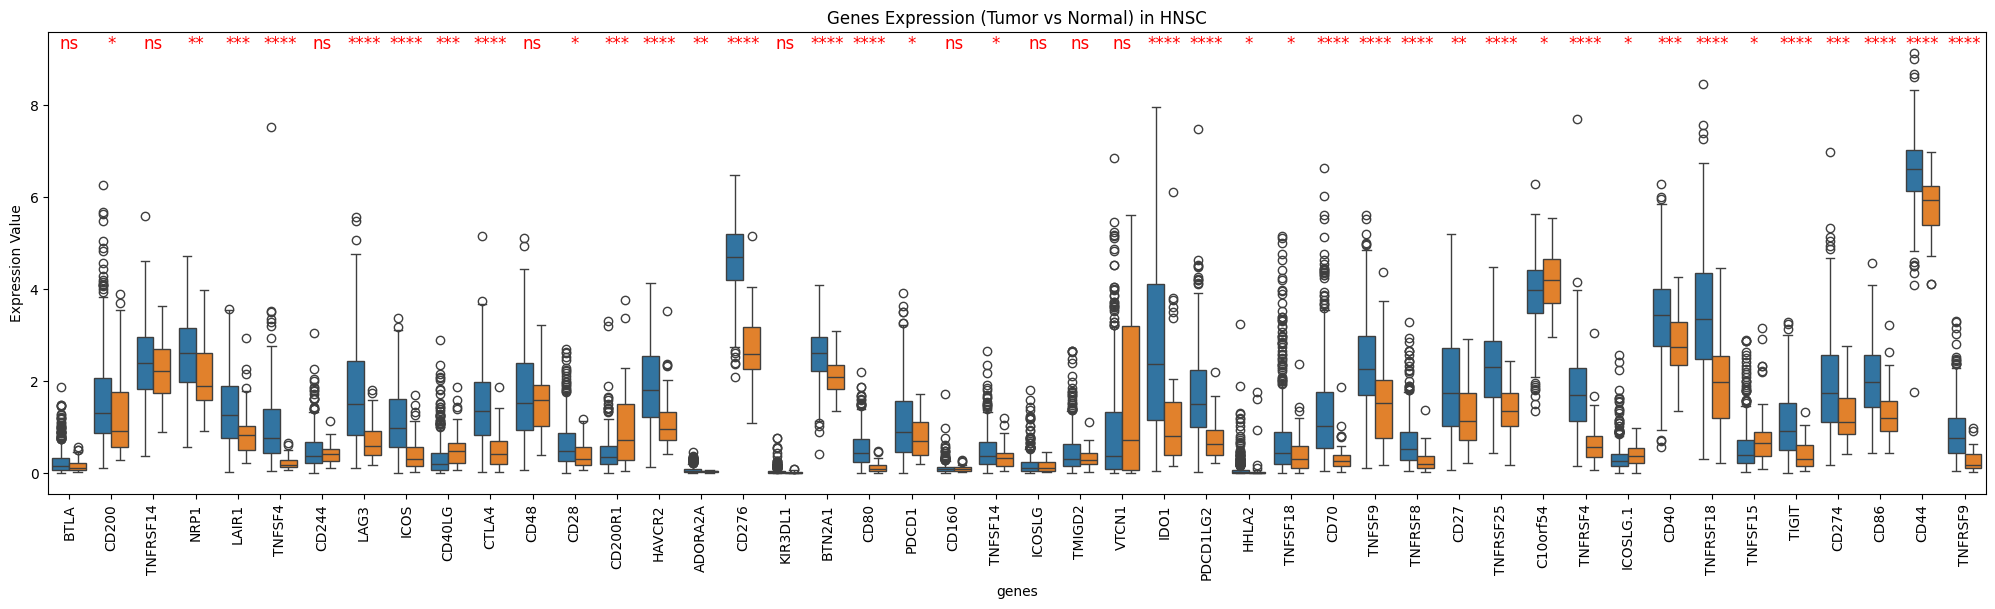 Genes Expression (Tumor vs Normal) in HNSC
ns * ns ** *** **** ns **** **** *** **** ns * *** **** ** **** ns **** **** * ns * ns ns ns **** **** * * **** **** **** ** **** * **** * *** **** * **** *** **** **** ****
Expression Value
8
6
4
2
0
BTLA
CD200
TNFRSF14
NRP1
LAIR1
TNFSF4
CD244
LAG3
ICOS
CD40LG
CTLA4
CD48
CD28
CD200R1
HAVCR2
ADORA2A
CD276
KIR3DL1
BTN2A1
CD80
PDCD1
CD160
TNFSF14
ICOSLG
TMIGD2
VTCN1
IDO1
PDCD1LG2
HHLA2
TNFSF18
CD70
TNFSF9
TNFRSF8
CD27
TNFRSF25
C10orf54
TNFRSF4
ICOSLG.1
CD40
TNFRSF18
TNFSF15
TIGIT
CD274
CD86
CD44
TNFRSF9
genes